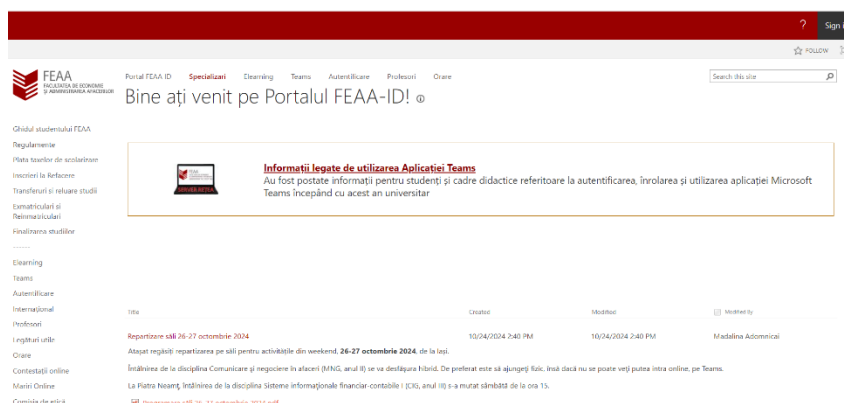 ?
Sign i
FOLLOW
FEAA
FACULTATEA DE ECONOMIE
ȘI ADMINISTRAREA AFACERILOR
Portal FEAA ID Specializari Elearning Teams Autentificare Profesori Orare
Search this site
Bine ați venit pe Portalul FEAA-ID!
Ghidul studentului FEAA
Regulamente
Plata taxelor de scolarizare
Inscrieri la Refacere
Transferuri si reluare studii
Exmatriculari si
Reinmatriculari
Finalizarea studiilor
--------
Elearning
Teams
Autentificare
Internațional
Profesori
Legături utile
Orare
Contestații online
Mariri Online
Comisia de etică
Informații legate de utilizarea Aplicației Teams
Au fost postate informații pentru studenți și cadre didactice referitoare la autentificarea, înrolarea și utilizarea aplicației Microsoft
Teams începând cu acest an universitar
Title Created Modified Modified By
Repartizare săli 26-27 octombrie 2024 10/24/2024 2:40 PM 10/24/2024 2:40 PM Madalina Adomnicai
Atașat regăsiți repartizarea pe săli pentru activitățile din weekend, 26-27 octombrie 2024, de la Iași.
Întâlnirea de la disciplina Comunicare și negociere în afaceri (MNG, anul II) se va desfășura hibrid. De preferat este să ajungeți fizic, însă dacă nu se poate veți putea intra online, pe Teams.
La Piatra Neamț, întâlnirea de la disciplina Sisteme informaționale financiar-contabile I (CIG, anul III) s-a mutat sâmbătă de la ora 15.